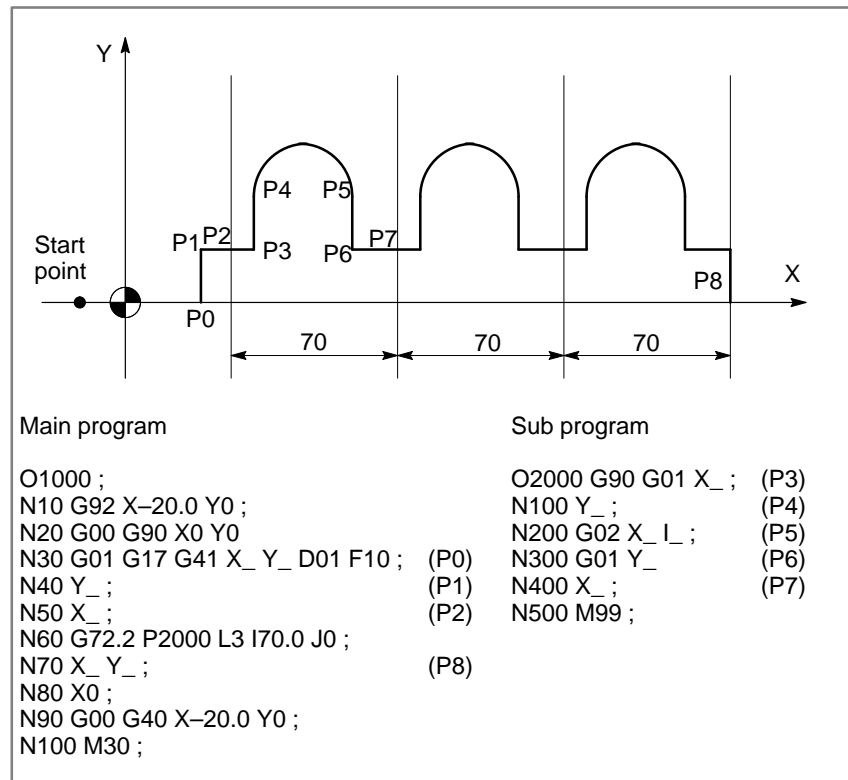 Y
P4 P5
Start
point
P1 P2 P3 P6 P7
P8 X
P0
70 70 70
Main program
O1000 ;
N10 G92 X–20.0 Y0 ;
N20 G00 G90 X0 Y0
N30 G01 G17 G41 X_ Y_ D01 F10 ; (P0)
N40 Y_ ; (P1)
N50 X_ ; (P2)
N60 G72.2 P2000 L3 I70.0 J0 ;
N70 X_ Y_ ; (P8)
N80 X0 ;
N90 G00 G40 X–20.0 Y0 ;
N100 M30 ;
Sub program
O2000 G90 G01 X_ ; (P3)
N100 Y_ ; (P4)
N200 G02 X_ I_ ; (P5)
N300 G01 Y_ (P6)
N400 X_ ; (P7)
N500 M99 ;